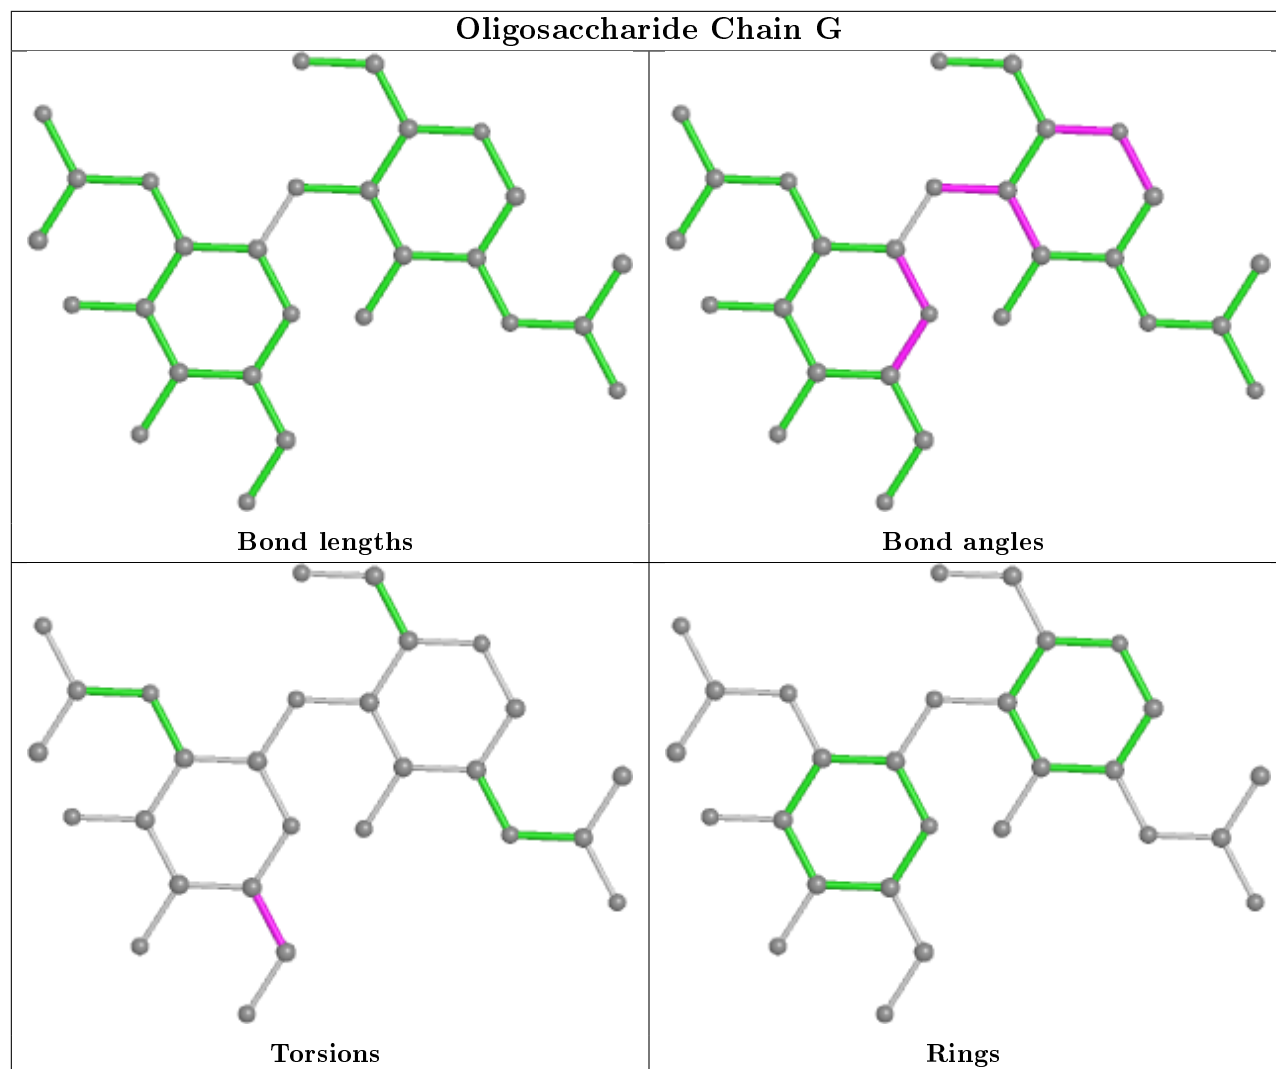 Oligosaccharide Chain G
Bond lengths
Bond angles
Torsions
Rings